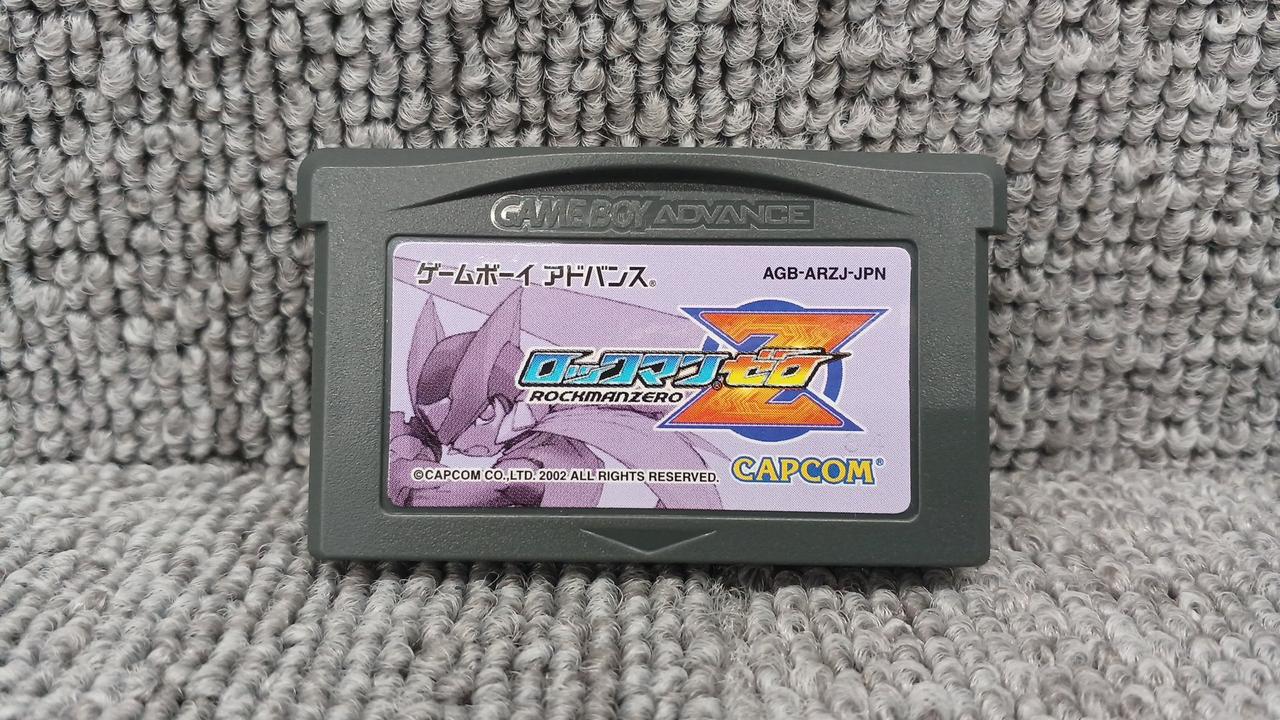 GAME BOY ADVANCE
ゲームボーイ アドバンス®
AGB-ARZJ-JPN
Z
ロックマン ゼロ
ROCKMANZERO
©CAPCOM CO.,LTD. 2002 ALL RIGHTS RESERVED.
CAPCOM®